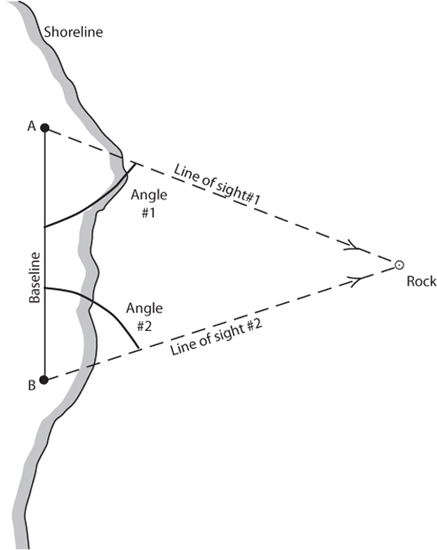 Shoreline
A
Line of sight#1
Angle
#1
Baseline
Rock
Angle
#2
Line of sight #2
B